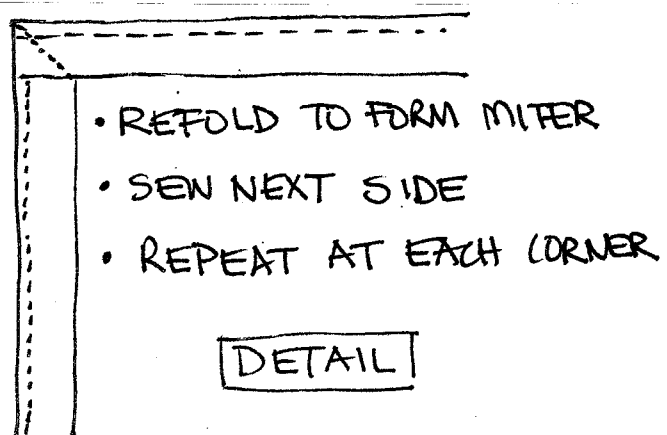 • REFOLD TO FORM MITER
• SEW NEXT SIDE
• REPEAT AT EACH CORNER
DETAIL